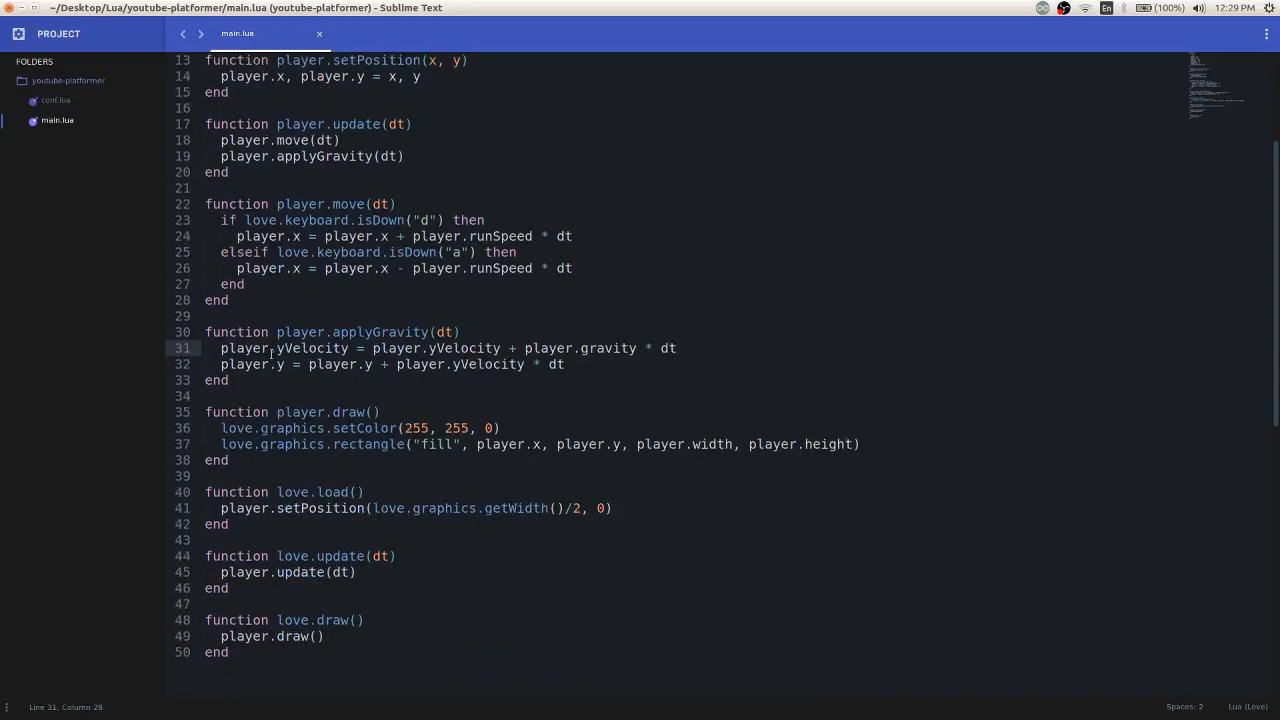 ~/Desktop/Lua/youtube-platformer/main.lua (youtube-platformer) - Sublime Text
En
(100%)
12:29 PM
PROJECT
main.lua
FOLDERS
youtube-platformer
conf.lua
main.lua
13 function player.setPosition(x, y)
14 player.x, player.y = x, y
15 end
16
17 function player.update(dt)
18 player.move(dt)
19 player.applyGravity(dt)
20 end
21
22 function player.move(dt)
23 if love.keyboard.isDown("d") then
24 player.x = player.x + player.runSpeed * dt
25 elseif love.keyboard.isDown("a") then
26 player.x = player.x - player.runSpeed * dt
27 end
28 end
29
30 function player.applyGravity(dt)
31 player.yVelocity = player.yVelocity + player.gravity * dt
32 player.y = player.y + player.yVelocity * dt
33 end
34
35 function player.draw()
36 love.graphics.setColor(255, 255, 0)
37 love.graphics.rectangle("fill", player.x, player.y, player.width, player.height)
38 end
39
40 function love.load()
41 player.setPosition(love.graphics.getWidth()/2, 0)
42 end
43
44 function love.update(dt)
45 player.update(dt)
46 end
47
48 function love.draw()
49 player.draw()
50 end
Line 31, Column 28
Spaces: 2
Lua (Love)